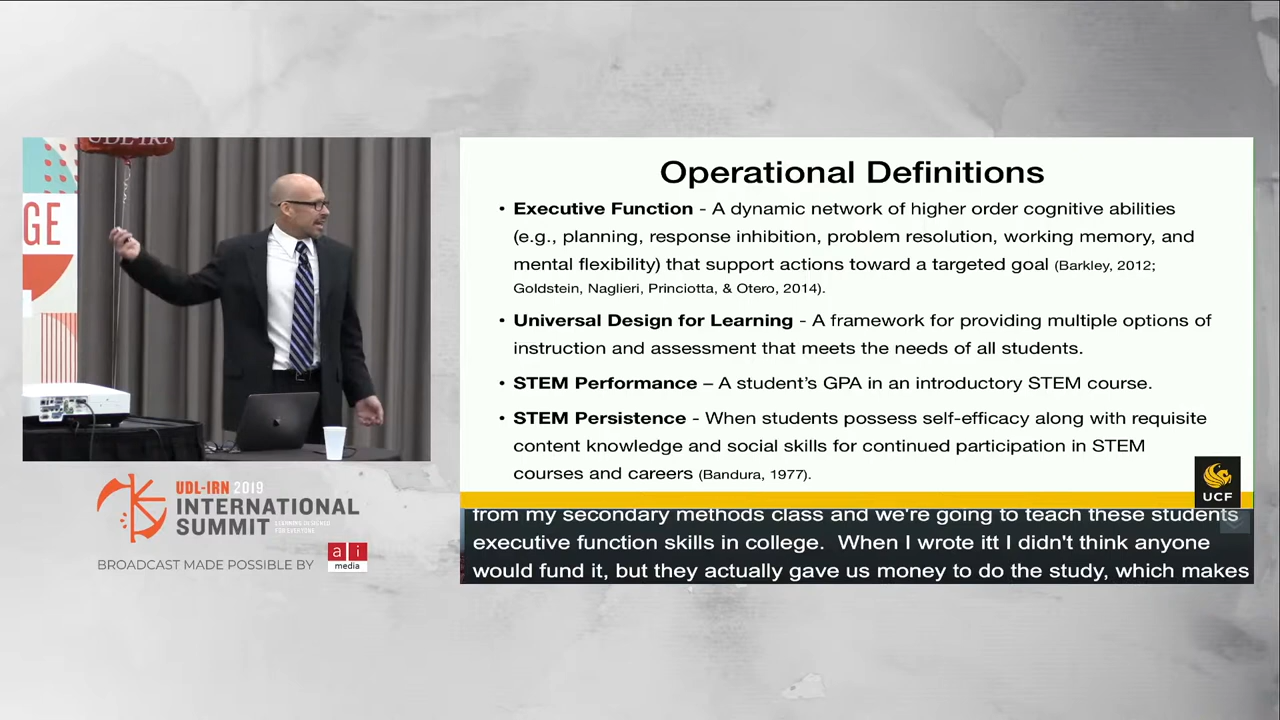 UDL-IRN
GE
Operational Definitions
• Executive Function - A dynamic network of higher order cognitive abilities
(e.g., planning, response inhibition, problem resolution, working memory, and
mental flexibility) that support actions toward a targeted goal (Barkley, 2012;
Goldstein, Naglieri, Princiotta, & Otero, 2014).
• Universal Design for Learning - A framework for providing multiple options of
instruction and assessment that meets the needs of all students.
• STEM Performance – A student’s GPA in an introductory STEM course.
• STEM Persistence - When students possess self-efficacy along with requisite
content knowledge and social skills for continued participation in STEM
courses and careers (Bandura, 1977).
UCF
from my secondary methods class and we're going to teach these students
executive function skills in college.  When I wrote itt I didn't think anyone
would fund it, but they actually gave us money to do the study, which makes
UDL-IRN 2019
INTERNATIONAL
SUMMIT
LEARNING DESIGNED
FOR EVERYONE
BROADCAST MADE POSSIBLE BY
ai
media